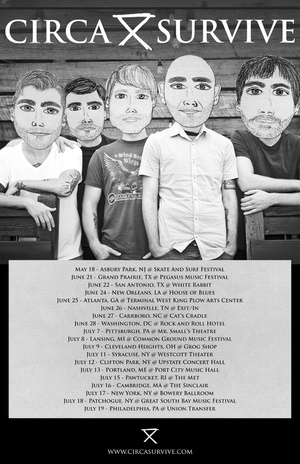 CIRCA SURVIVE
MAY 18 - ASBURY PARK, NJ @ SKATE AND SURF FESTIVAL
JUNE 21 - GRAND PRAIRIE, TX @ PEGASUS MUSIC FESTIVAL
JUNE 22 - SAN ANTONIO, TX @ WHITE RABBIT
JUNE 24 - NEW ORLEANS, LA @ HOUSE OF BLUES
JUNE 25 - ATLANTA, GA @ TERMINAL WEST KING PLOW ARTS CENTER
JUNE 26 - NASHVILLE, TN @ EXIT/IN
JUNE 27 - CARRBORO, NC @ CAT'S CRADLE
JUNE 28 - WASHINGTON, DC @ ROCK AND ROLL HOTEL
JULY 7 - PITTSBURGH, PA @ MR. SMALL'S THEATRE
JULY 8 - LANSING, MI @ COMMON GROUND MUSIC FESTIVAL
JULY 9 - CLEVELAND HEIGHTS, OH @ GROG SHOP
JULY 11 - SYRACUSE, NY @ WESTCOTT THEATER
JULY 12 - CLIFTON PARK, NY @ UPSTATE CONCERT HALL
JULY 13 - PORTLAND, ME @ PORT CITY MUSIC HALL
JULY 15 - PAWTUCKET, RI @ THE MET
JULY 16 - CAMBRIDGE, MA @ THE SINCLAIR
JULY 17 - NEW YORK, NY @ BOWERY BALLROOM
JULY 18 - PATCHOGUE, NY @ GREAT SOUTH BAY MUSIC FESTIVAL
JULY 19 - PHILADELPHIA, PA @ UNION TRANSFER
WWW.CIRCASURVIVE.COM